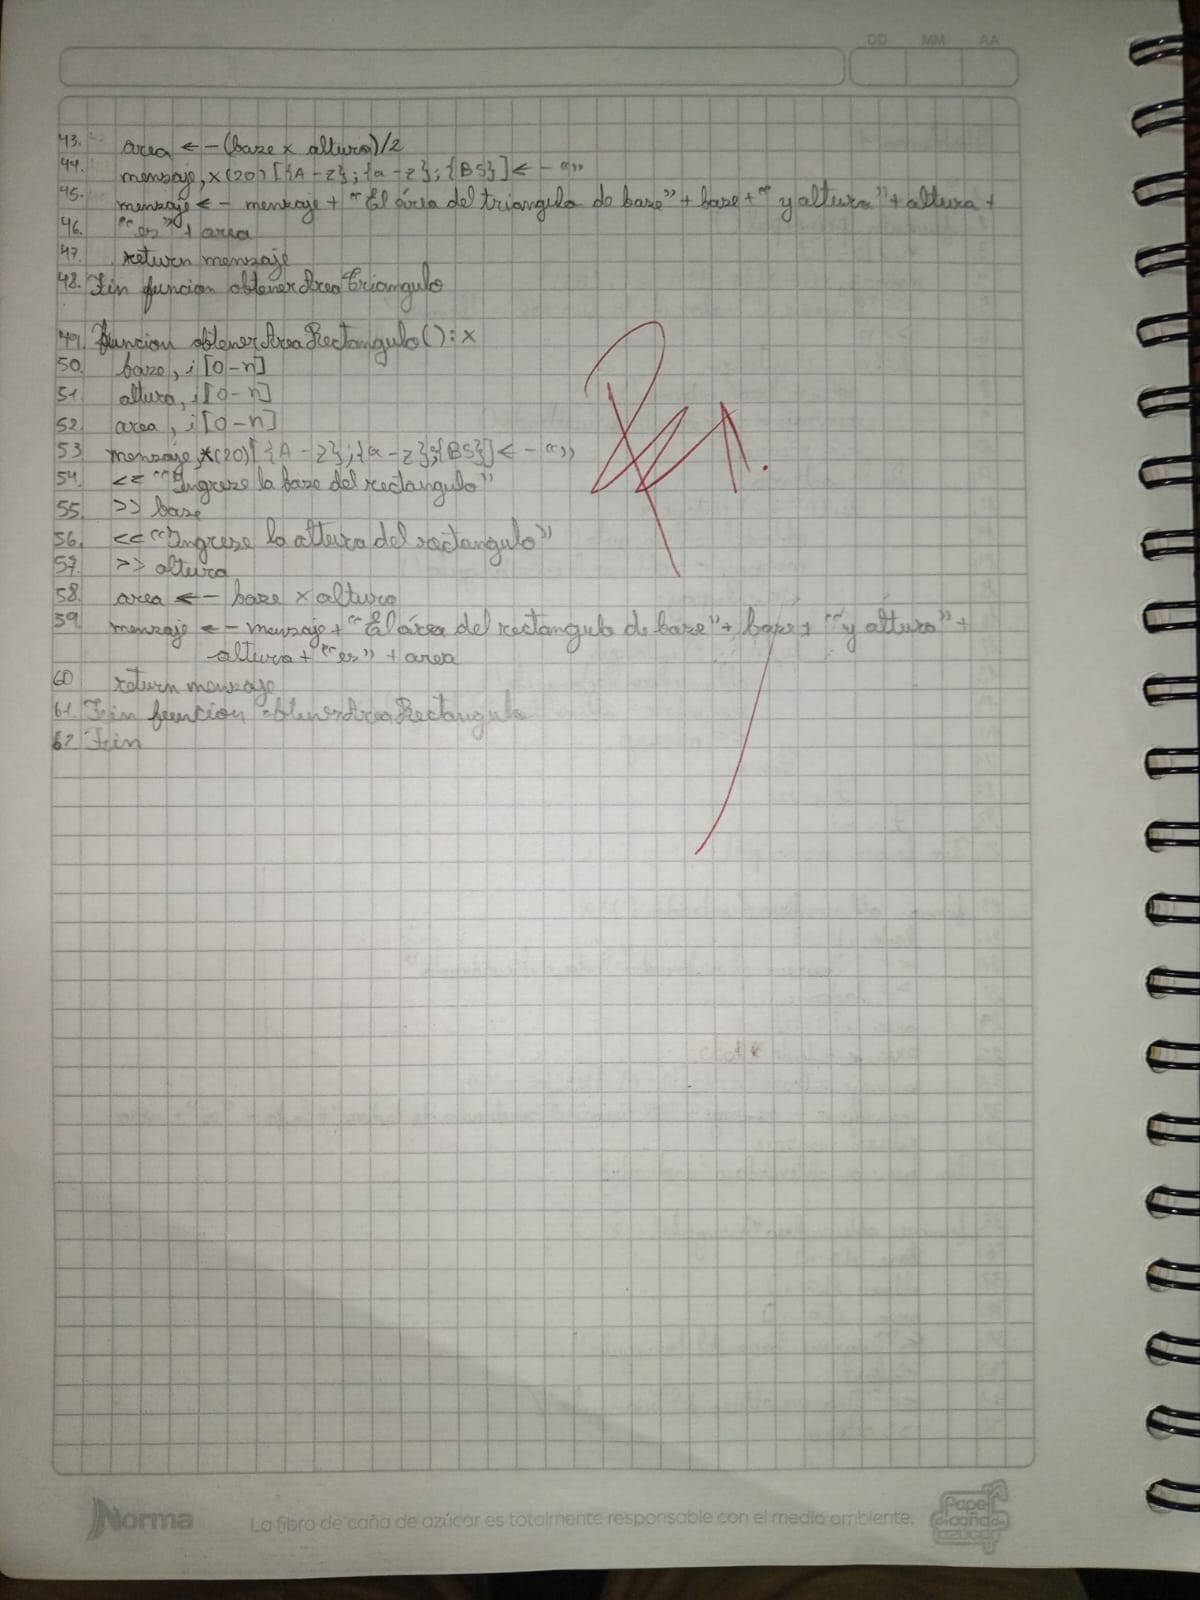 DD MM AA
43. area <- (base x altura)/2
44. mensaje, x(20) [{A-Z}; {a-z}; {BS}] <- “”
45. mensaje <- mensaje + “El área del triangulo de base” + base + “y altura” + altura +
46. “es” + area
47. return mensaje
48. Fin funcion obtenerAreaTriangulo
49. Funcion obtenerAreaRectangulo(): x
50. base, i [0-n]
51. altura, i [0-n]
52. area, i [0-n]
53 mensaje, x(20) [{A-Z}; {a-z}; {BS}] <- “”
54. << “Ingrese la base del rectangulo”
55. >> base
56. << “Ingrese la altura del rectangulo”
57. >> altura
58. area <- base x altura
59. mensaje <- mensaje + “El área del rectangulo de base” + base + “y altura” +
altura + “es” + area
60 return mensaje
61. Fin funcion obtenerAreaRectangulo
62 Fin
Norma
La fibra de caña de azúcar es totalmente responsable con el medio ambiente.
Papel
de caña de
azúcar